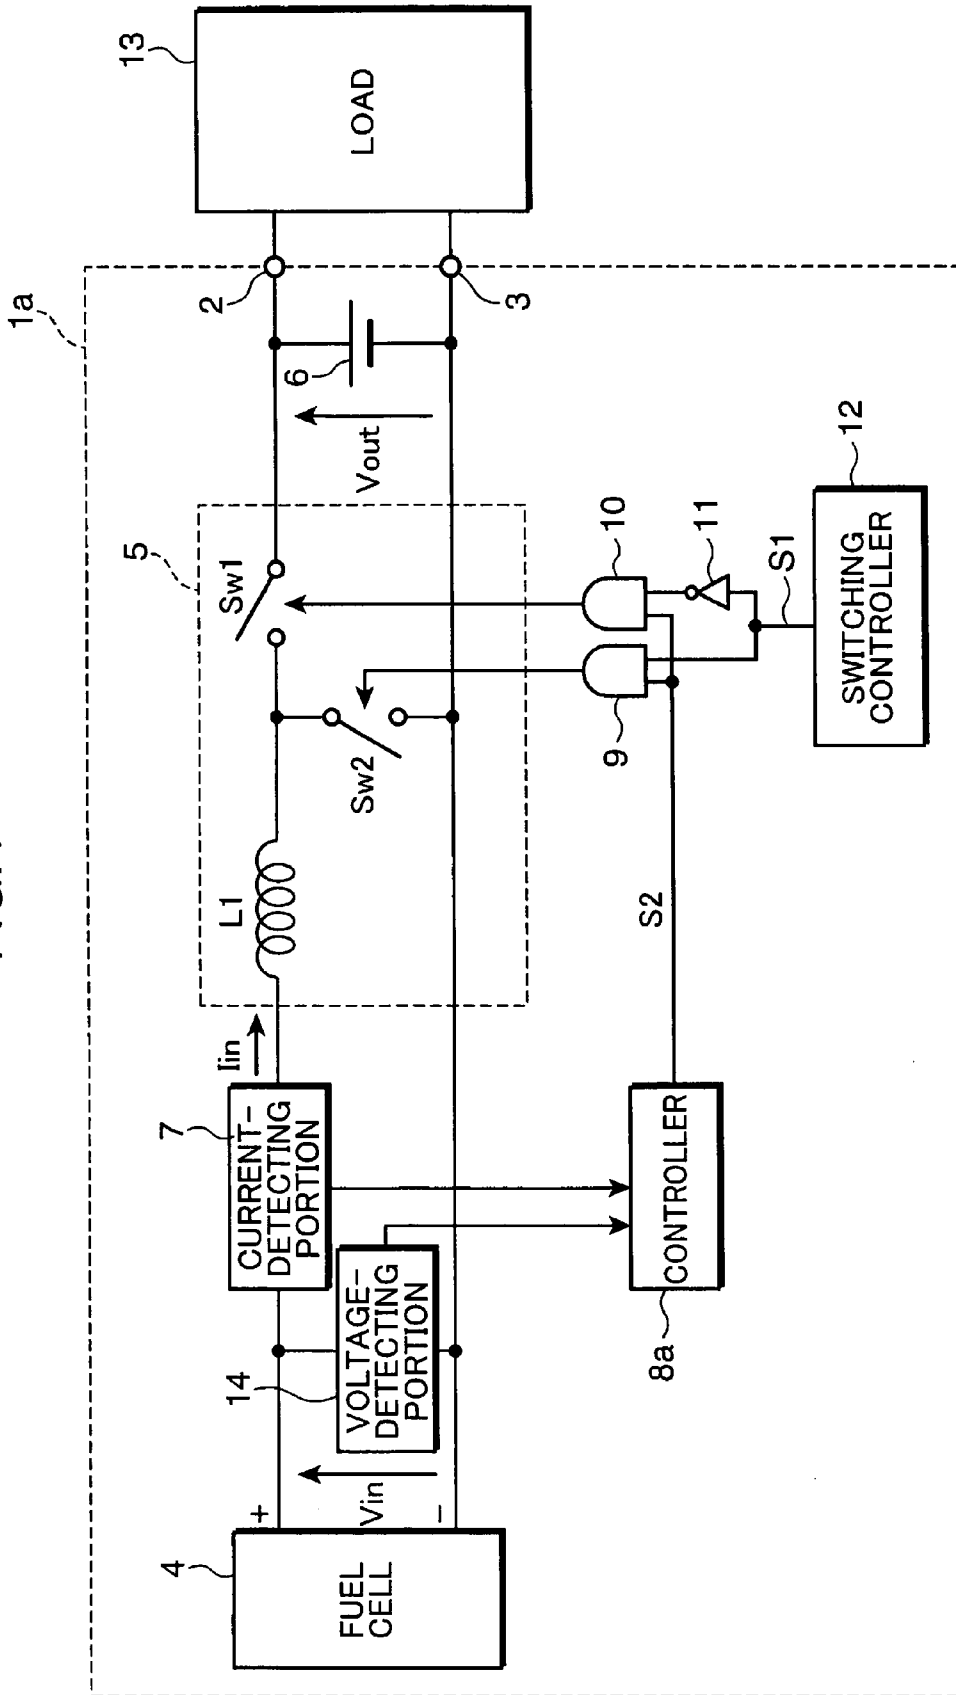 1a
4
FUEL
CELL
+
−
Vin
14
VOLTAGE-
DETECTING
PORTION
7
CURRENT-
DETECTING
PORTION
Iin
5
L1
Sw2
Sw1
Vout
6
2
3
13
LOAD
8a
CONTROLLER
S2
9
10
11
S1
12
SWITCHING
CONTROLLER